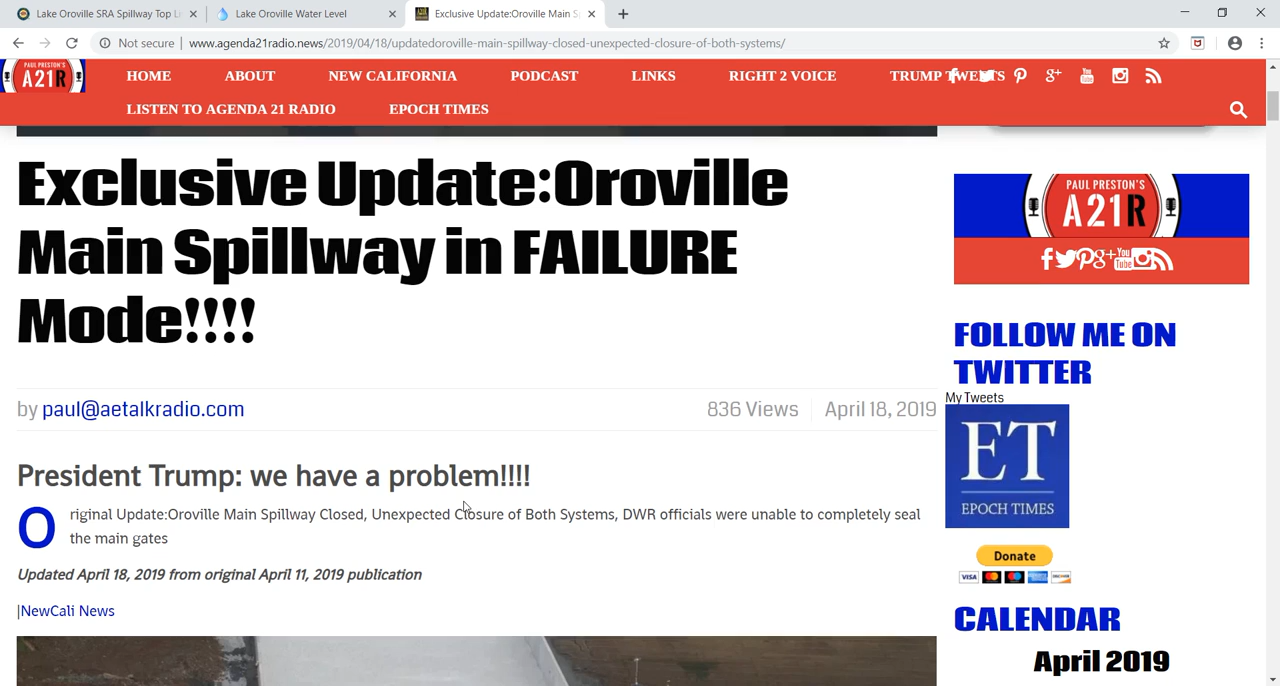 Lake Oroville SRA Spillway Top L
Lake Oroville Water Level
Exclusive Update:Oroville Main S
Not secure | www.agenda21radio.news/2019/04/18/updatedoroville-main-spillway-closed-unexpected-closure-of-both-systems/
PAUL PRESTON'S
A21R
HOME ABOUT NEW CALIFORNIA PODCAST LINKS RIGHT 2 VOICE TRUMP TWEETS
LISTEN TO AGENDA 21 RADIO EPOCH TIMES
Exclusive Update:Oroville
Main Spillway in FAILURE
Mode!!!!
by paul@aetalkradio.com 836 Views April 18, 2019
President Trump: we have a problem!!!!
Original Update:Oroville Main Spillway Closed, Unexpected Closure of Both Systems, DWR officials were unable to completely seal
the main gates
Updated April 18, 2019 from original April 11, 2019 publication
|NewCali News
PAUL PRESTON'S
A21R
FOLLOW ME ON
TWITTER
My Tweets
ET
EPOCH TIMES
Donate
VISA
CALENDAR
April 2019